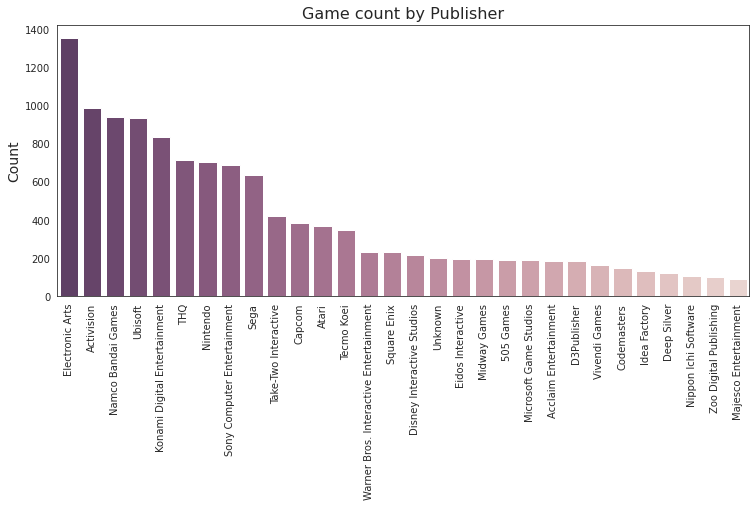 Game count by Publisher
Count
1400
1200
1000
800
600
400
200
0
Electronic Arts
Activision
Namco Bandai Games
Ubisoft
Konami Digital Entertainment
THQ
Nintendo
Sony Computer Entertainment
Sega
Take-Two Interactive
Capcom
Atari
Tecmo Koei
Warner Bros. Interactive Entertainment
Square Enix
Disney Interactive Studios
Unknown
Eidos Interactive
Midway Games
505 Games
Microsoft Game Studios
Acclaim Entertainment
D3Publisher
Vivendi Games
Codemasters
Idea Factory
Deep Silver
Nippon Ichi Software
Zoo Digital Publishing
Majesco Entertainment